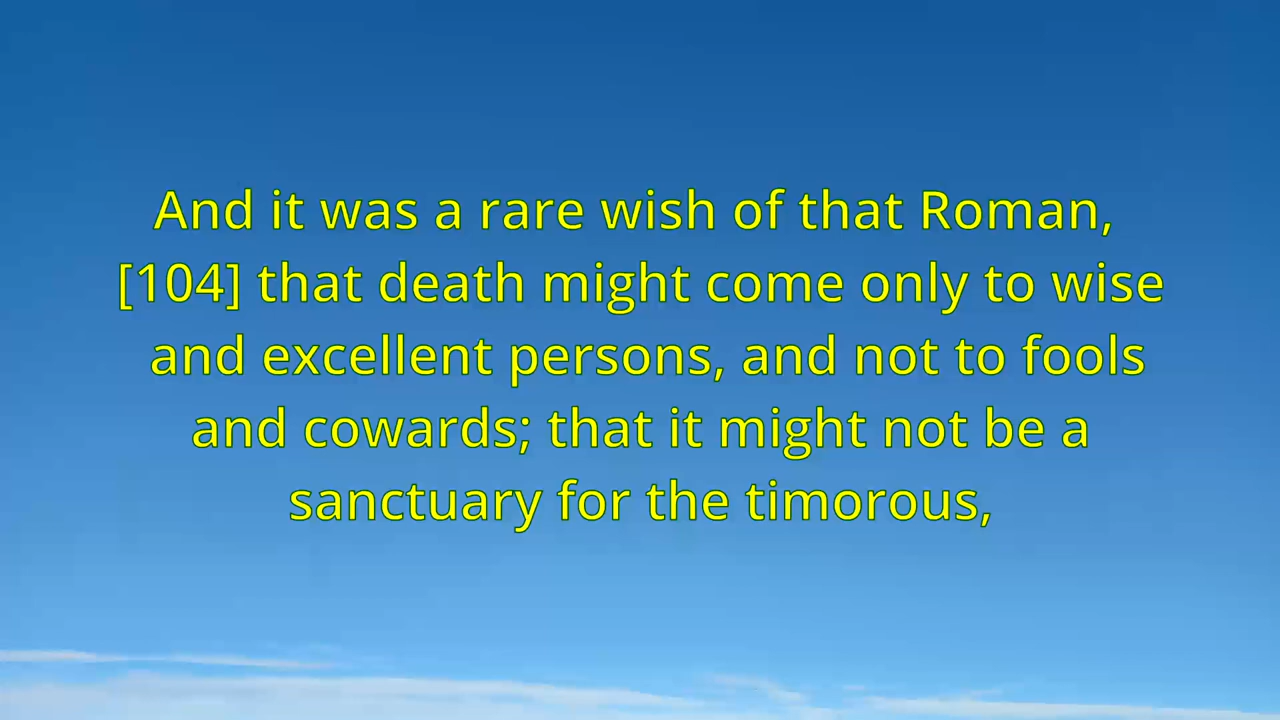 And it was a rare wish of that Roman,
[104] that death might come only to wise
and excellent persons, and not to fools
and cowards; that it might not be a
sanctuary for the timorous,